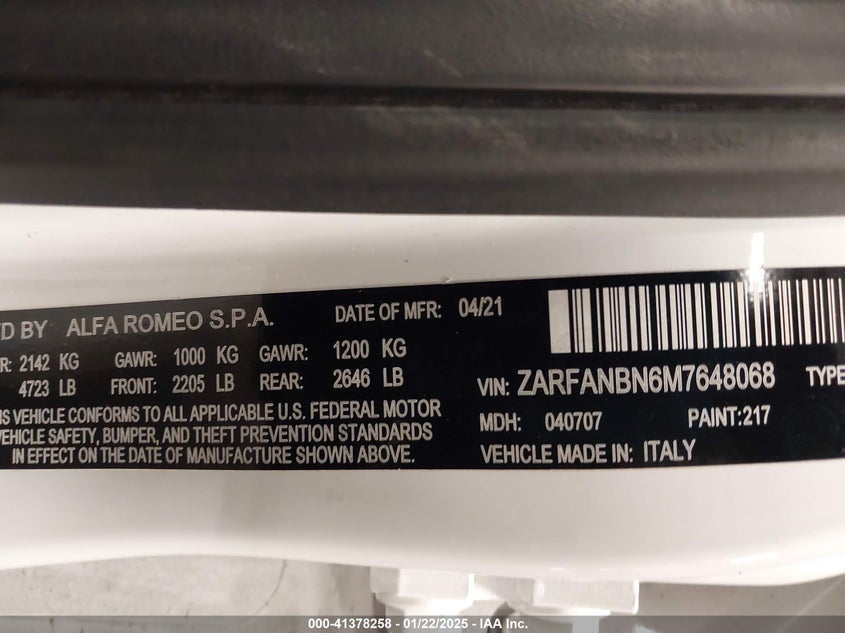 D BY ALFA ROMEO S.P.A. DATE OF MFR: 04/21
R: 2142 KG GAWR: 1000 KG GAWR: 1200 KG
4723 LB FRONT: 2205 LB REAR: 2646 LB
VIN: ZARFANBN6M7648068 TYPE
S VEHICLE CONFORMS TO ALL APPLICABLE U.S. FEDERAL MOTOR
VEHICLE SAFETY, BUMPER, AND THEFT PREVENTION STANDARDS
IN EFFECT ON THE DATE OF MANUFACTURE SHOWN ABOVE.
MDH: 040707 PAINT:217
VEHICLE MADE IN: ITALY
000-41378258 - 01/22/2025 - IAA Inc.